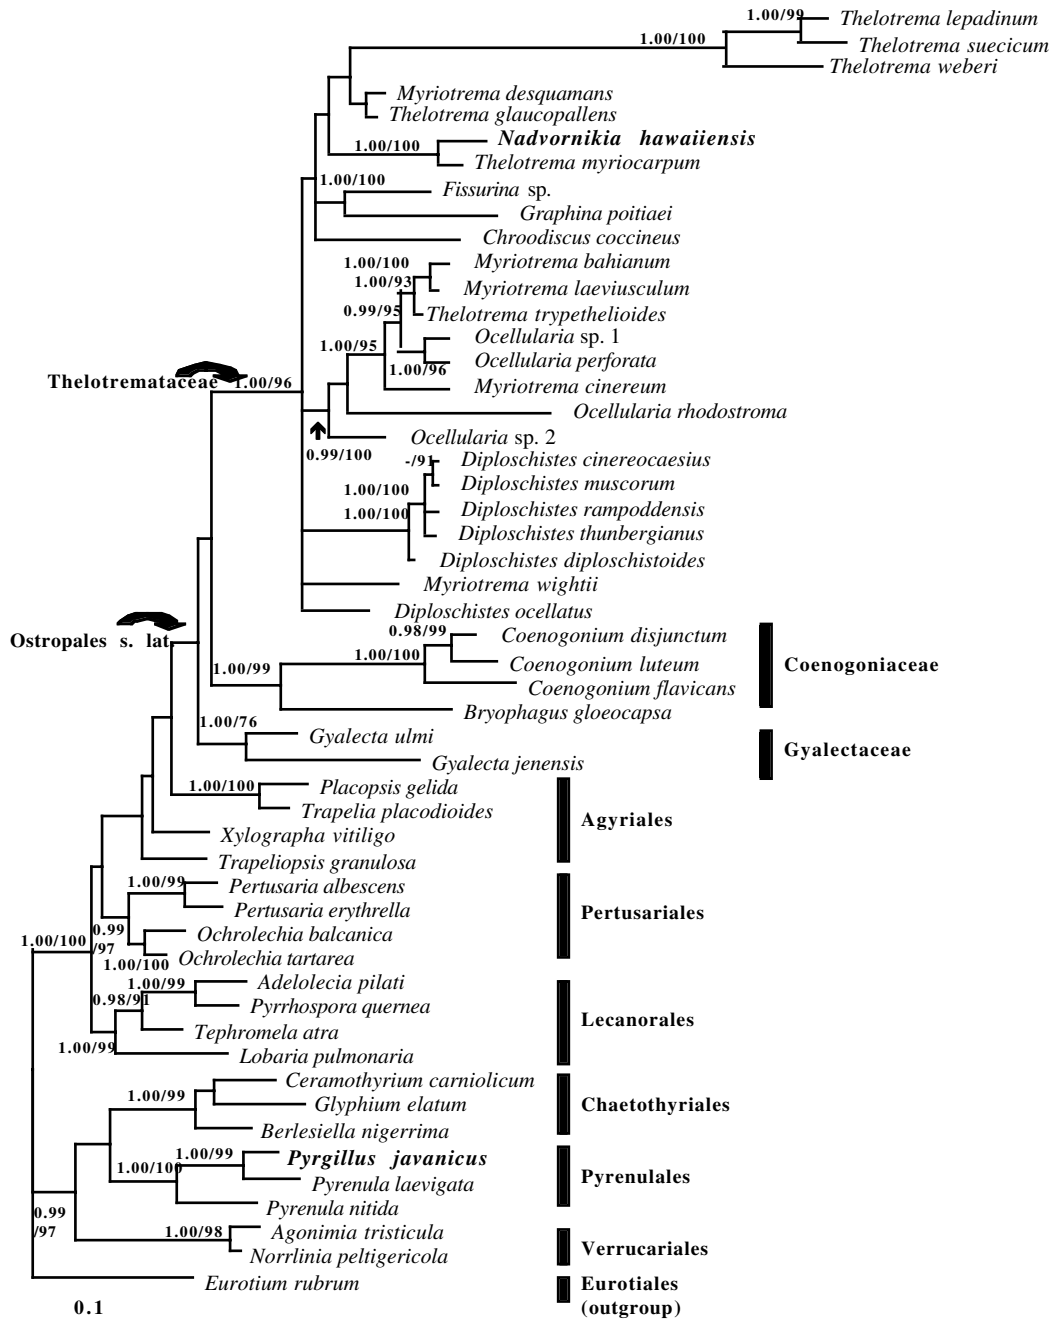 1.00/99
Thelotrema lepadinum
1.00/100
Thelotrema suecicum
Thelotrema weberi
Myriotrema desquamans
Thelotrema glaucopallens
Nadvornikia hawaiiensis
1.00/100
Thelotrema myriocarpum
1.00/100
Fissurina sp.
Graphina poitiaei
Chroodiscus coccineus
1.00/100
Myriotrema bahianum
1.00/93
Myriotrema laeviusculum
0.99/95
Thelotrema trypethelioides
Ocellularia sp. 1
1.00/95
Ocellularia perforata
1.00/96
Thelotremataceae
1.00/96
Myriotrema cinereum
Ocellularia rhodostroma
Ocellularia sp. 2
0.99/100
-/91
Diploschistes cinereocaesius
Diploschistes muscorum
1.00/100
Diploschistes rampoddensis
1.00/100
Diploschistes thunbergianus
Diploschistes diploschistoides
Myriotrema wightii
Diploschistes ocellatus
Ostropales s. lat.
0.98/99
Coenogonium disjunctum
1.00/100
Coenogonium luteum
Coenogoniaceae
1.00/99
Coenogonium flavicans
Bryophagus gloeocapsa
1.00/76
Gyalecta ulmi
Gyalectaceae
Gyalecta jenensis
1.00/100
Placopsis gelida
Trapelia placodioides
Agyriales
Xylographa vitiligo
Trapeliopsis granulosa
1.00/99
Pertusaria albescens
Pertusaria erythrella
Pertusariales
0.99
/97
1.00/100
Ochrolechia balcanica
1.00/100
Ochrolechia tartarea
1.00/99
Adelolecia pilati
0.98/91
Pyrrhospora quernea
Lecanorales
Tephromela atra
1.00/99
Lobaria pulmonaria
Ceramothyrium carniolicum
1.00/99
Glyphium elatum
Chaetothyriales
Berlesiella nigerrima
1.00/99
Pyrgillus javanicus
1.00/100
Pyrenula laevigata
Pyrenulales
Pyrenula nitida
0.99
/97
1.00/98
Agonimia tristicula
Verrucariales
Norrlinia peltigericola
Eurotium rubrum
Eurotiales
(outgroup)
0.1